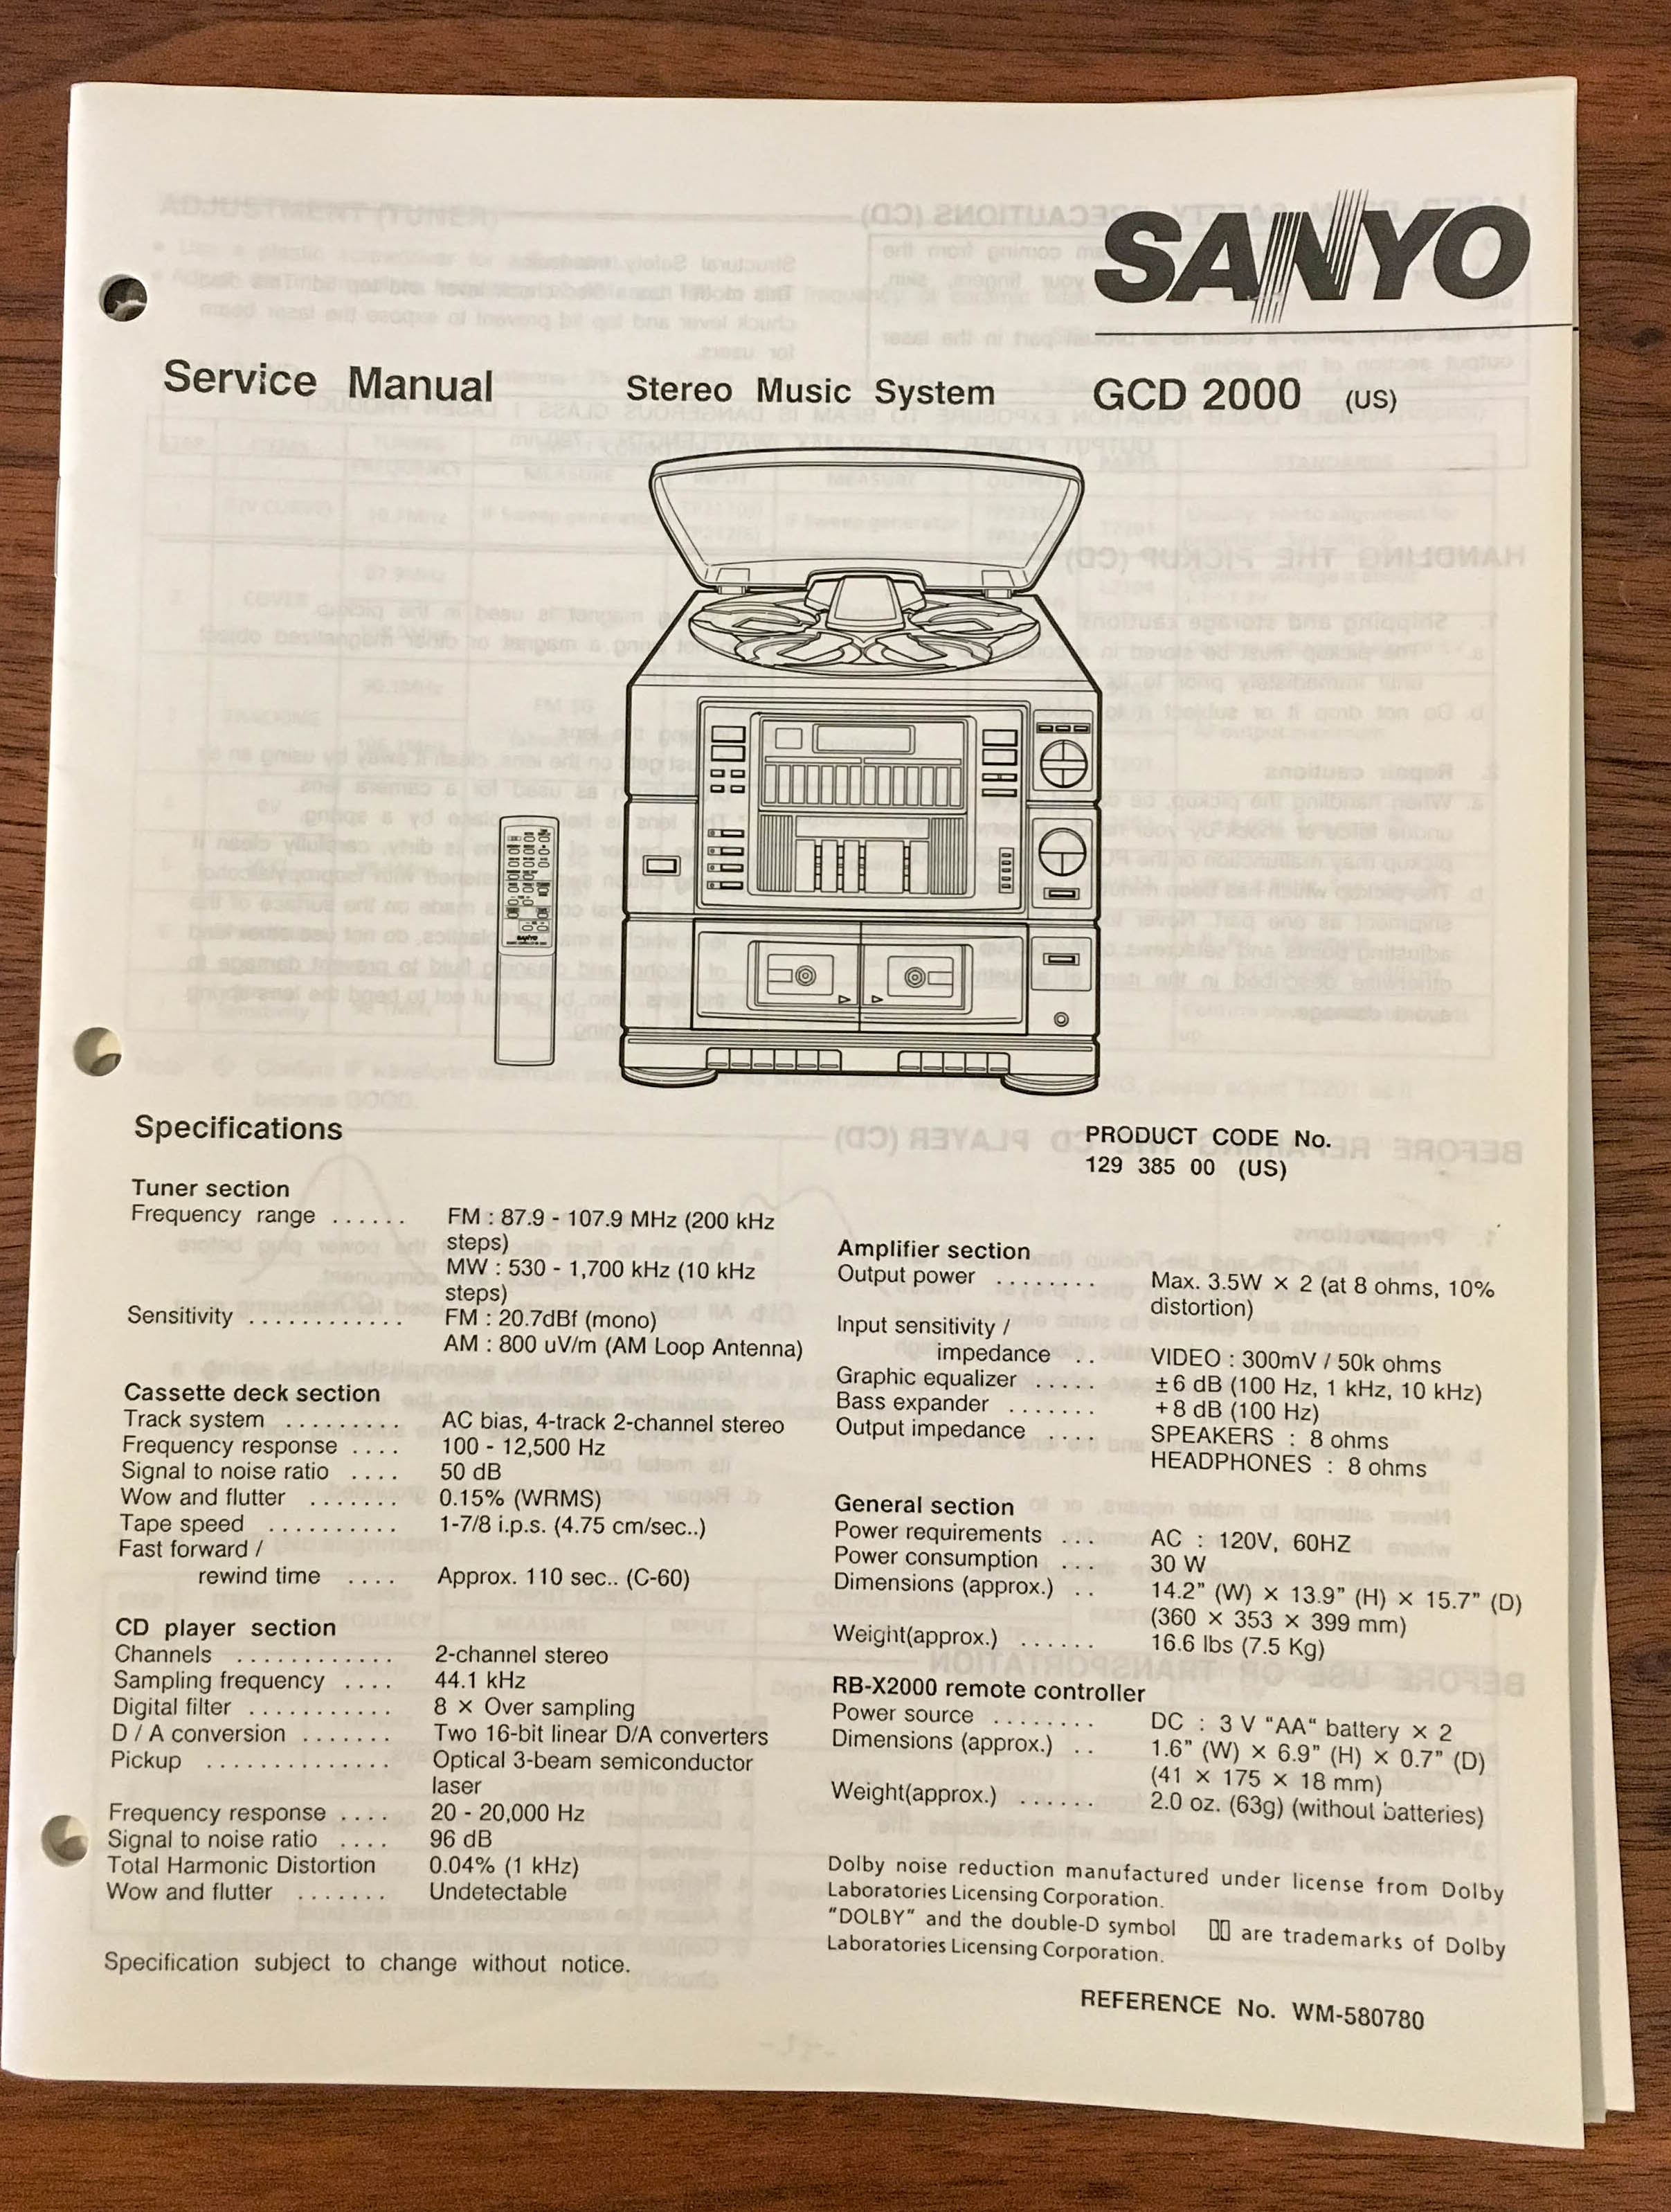 SANYO
Service Manual Stereo Music System GCD 2000 (US)
SANYO
Specifications
Tuner section
Frequency range ...... FM : 87.9 - 107.9 MHz (200 kHz
steps)
MW : 530 - 1,700 kHz (10 kHz
steps)
Sensitivity ............ FM : 20.7dBf (mono)
AM : 800 uV/m (AM Loop Antenna)
Cassette deck section
Track system ......... AC bias, 4-track 2-channel stereo
Frequency response .... 100 - 12,500 Hz
Signal to noise ratio .... 50 dB
Wow and flutter ....... 0.15% (WRMS)
Tape speed .......... 1-7/8 i.p.s. (4.75 cm/sec..)
Fast forward /
rewind time .... Approx. 110 sec.. (C-60)
CD player section
Channels ............ 2-channel stereo
Sampling frequency .... 44.1 kHz
Digital filter ........... 8 × Over sampling
D / A conversion ....... Two 16-bit linear D/A converters
Pickup .............. Optical 3-beam semiconductor
laser
Frequency response .... 20 - 20,000 Hz
Signal to noise ratio .... 96 dB
Total Harmonic Distortion 0.04% (1 kHz)
Wow and flutter ....... Undetectable
Specification subject to change without notice.
PRODUCT CODE No.
129 385 00 (US)
Amplifier section
Output power ........ Max. 3.5W × 2 (at 8 ohms, 10%
distortion)
Input sensitivity /
impedance .. VIDEO : 300mV / 50k ohms
Graphic equalizer ...... ±6 dB (100 Hz, 1 kHz, 10 kHz)
Bass expander ....... +8 dB (100 Hz)
Output impedance .... SPEAKERS : 8 ohms
HEADPHONES : 8 ohms
General section
Power requirements ... AC : 120V, 60HZ
Power consumption ... 30 W
Dimensions (approx.) .. 14.2" (W) × 13.9" (H) × 15.7" (D)
(360 × 353 × 399 mm)
Weight(approx.) ...... 16.6 lbs (7.5 Kg)
RB-X2000 remote controller
Power source ........ DC : 3 V "AA" battery × 2
Dimensions (approx.) .. 1.6" (W) × 6.9" (H) × 0.7" (D)
(41 × 175 × 18 mm)
Weight(approx.) ...... 2.0 oz. (63g) (without batteries)
Dolby noise reduction manufactured under license from Dolby
Laboratories Licensing Corporation.
"DOLBY" and the double-D symbol are trademarks of Dolby
Laboratories Licensing Corporation.
REFERENCE No. WM-580780